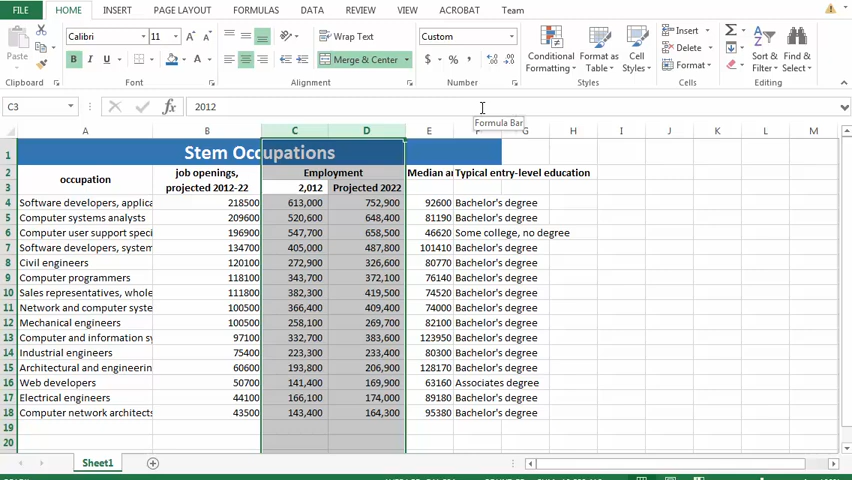 FILE HOME INSERT PAGE LAYOUT FORMULAS DATA REVIEW VIEW ACROBAT Team
Calibri 11 A A Wrap Text Custom Insert Σ
Paste B I U A Merge & Center $ % , Conditional Formatting Format as Table Cell Styles Delete Format Sort & Filter Find & Select
Clipboard Font Alignment Number Styles Cells Editing
C3 fx 2012
Formula Bar
A B C D E F G H I J K L M
1 Stem Occupations
2 occupation job openings, projected 2012-22 Employment Median an Typical entry-level education
3 2,012 Projected 2022
4 Software developers, applica 218500 613,000 752,900 92600 Bachelor's degree
5 Computer systems analysts 209600 520,600 648,400 81190 Bachelor's degree
6 Computer user support speci 196900 547,700 658,500 46620 Some college, no degree
7 Software developers, system 134700 405,000 487,800 101410 Bachelor's degree
8 Civil engineers 120100 272,900 326,600 80770 Bachelor's degree
9 Computer programmers 118100 343,700 372,100 76140 Bachelor's degree
10 Sales representatives, whole 111800 382,300 419,500 74520 Bachelor's degree
11 Network and computer syste 100500 366,400 409,400 74000 Bachelor's degree
12 Mechanical engineers 100500 258,100 269,700 82100 Bachelor's degree
13 Computer and information sy 97100 332,700 383,600 123950 Bachelor's degree
14 Industrial engineers 75400 223,300 233,400 80300 Bachelor's degree
15 Architectural and engineerin 60600 193,800 206,900 128170 Bachelor's degree
16 Web developers 50700 141,400 169,900 63160 Associates degree
17 Electrical engineers 44100 166,100 174,000 89180 Bachelor's degree
18 Computer network architects 43500 143,400 164,300 95380 Bachelor's degree
19
20
Sheet1